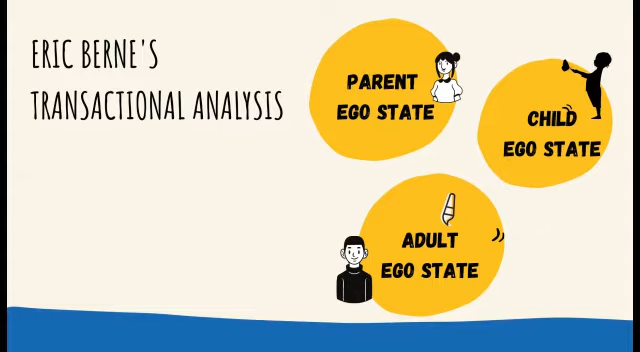 ERIC BERNE'S
TRANSACTIONAL ANALYSIS
PARENT
EGO STATE
CHILD
EGO STATE
ADULT
EGO STATE